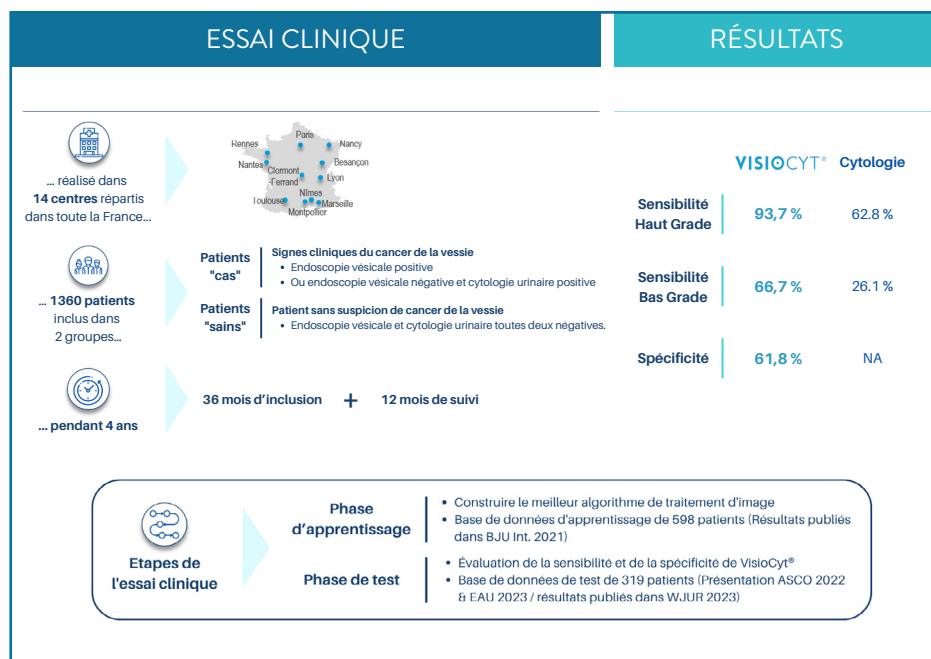 ESSAI CLINIQUE
RÉSULTATS
... réalisé dans
14 centres répartis
dans toute la France...
Paris
Rennes
Nancy
Nantes
Besançon
Clermont
-Ferrand
Lyon
Nîmes
Toulouse
Marseille
Montpellier
... 1360 patients
inclus dans
2 groupes...
Patients
"cas"
Signes cliniques du cancer de la vessie
• Endoscopie vésicale positive
• Ou endoscopie vésicale négative et cytologie urinaire positive
Patients
"sains"
Patient sans suspicion de cancer de la vessie
• Endoscopie vésicale et cytologie urinaire toutes deux négatives.
... pendant 4 ans
36 mois d'inclusion + 12 mois de suivi
VISIOCYT® Cytologie
Sensibilité
Haut Grade
93,7 % 62.8 %
Sensibilité
Bas Grade
66,7 % 26.1 %
Spécificité 61,8 % NA
Etapes de
l'essai clinique
Phase
d'apprentissage
• Construire le meilleur algorithme de traitement d'image
• Base de données d'apprentissage de 598 patients (Résultats publiés
dans BJU Int. 2021)
Phase de test
• Évaluation de la sensibilité et de la spécificité de VisioCyt®
• Base de données de test de 319 patients (Présentation ASCO 2022
& EAU 2023 / résultats publiés dans WJUR 2023)